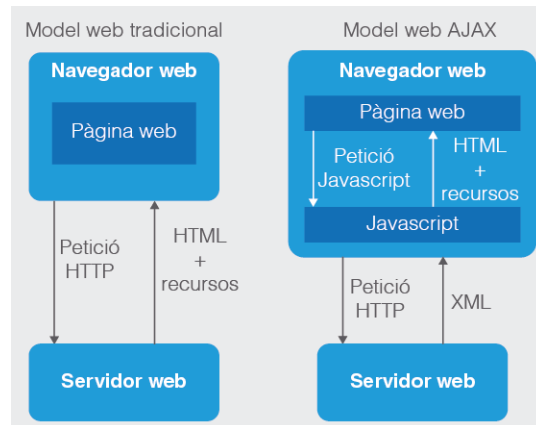 Model web tradicional
Navegador web
Pàgina web
Petició
HTTP
HTML
+
recursos
Servidor web
Model web AJAX
Navegador web
Pàgina web
Petició
Javascript
HTML
+
recursos
Javascript
Petició
HTTP
XML
Servidor web